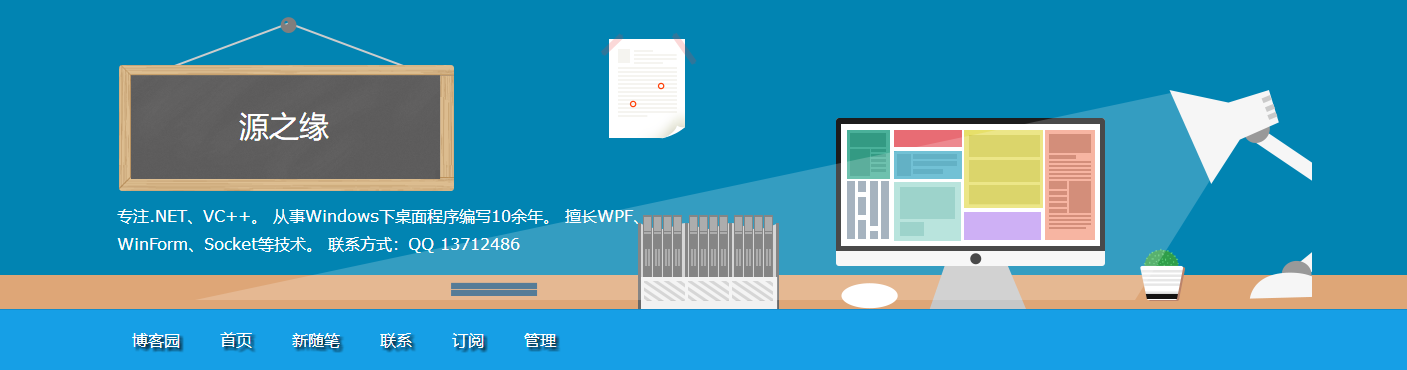 源之缘
专注.NET、VC++。 从事Windows下桌面程序编写10余年。 擅长WPF、
WinForm、Socket等技术。 联系方式：QQ 13712486
博客园 首页 新随笔 联系 订阅 管理